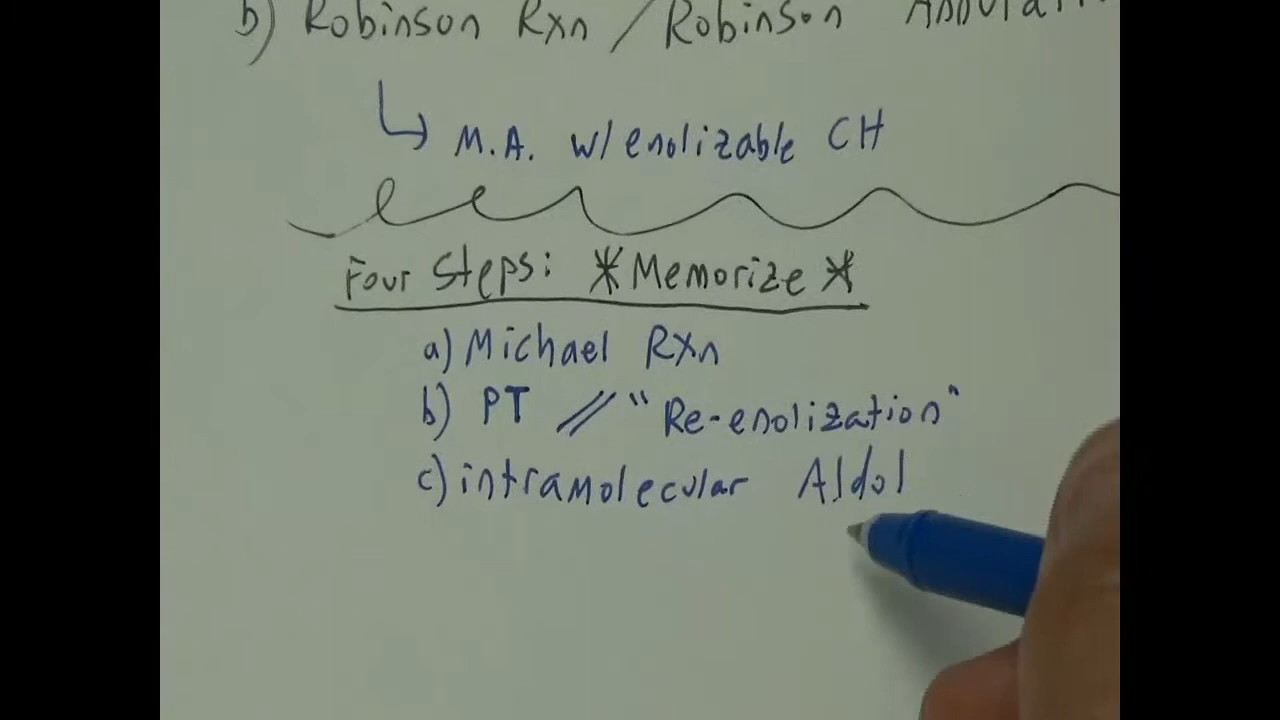 b) Robinson Rxn / Robinson
↳ M.A. w/ enolizable CH
Four Steps: *Memorize*
a) Michael Rxn
b) PT // "Re-enolization"
c) intramolecular Aldol